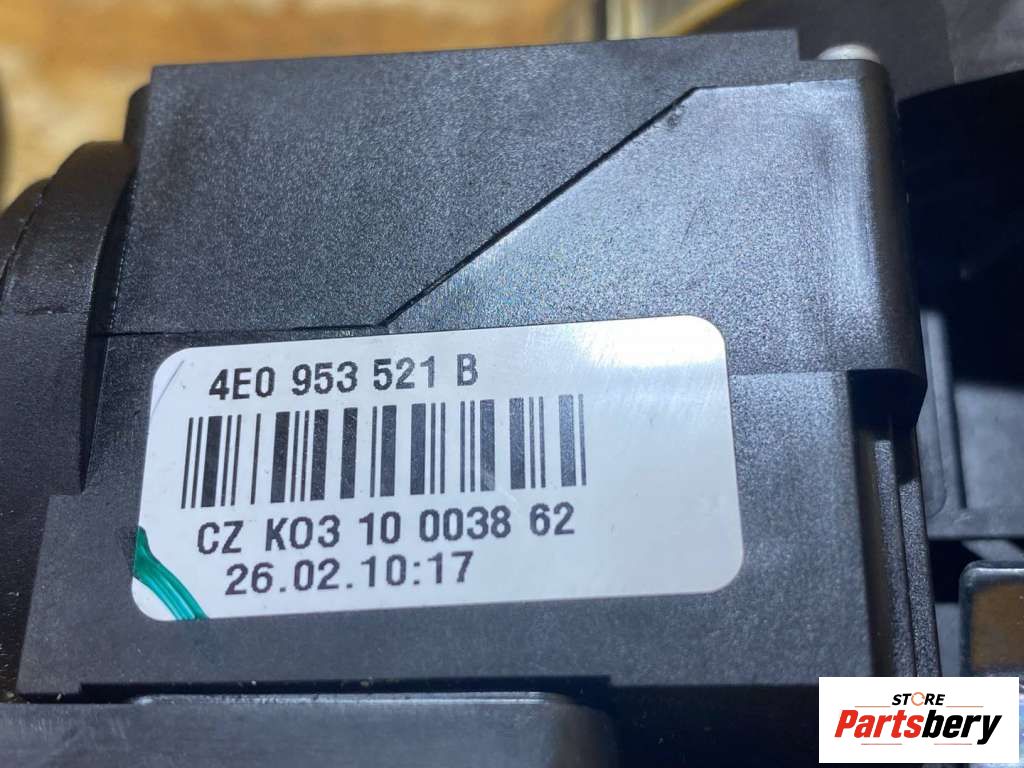 4E0 953 521 B
CZ K03 10 0038 62
26.02.10:17
STORE
Partsbery